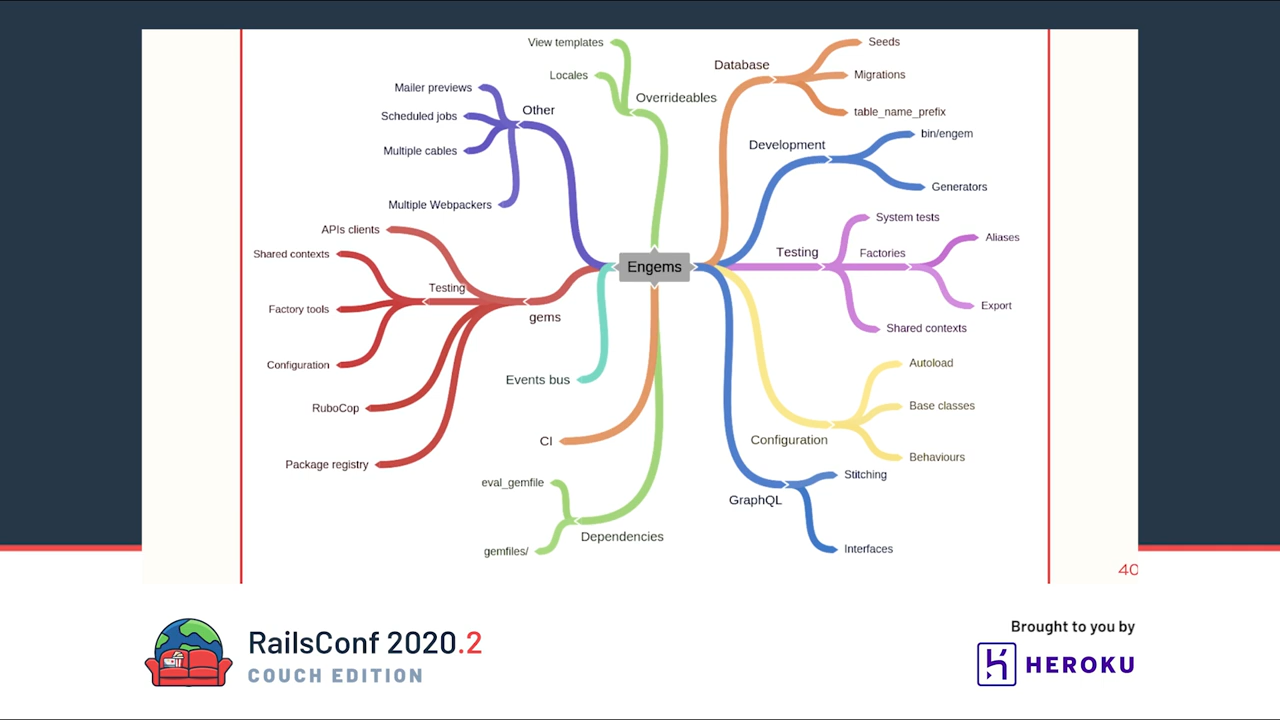 View templates
Locales
Overrideables
Mailer previews
Scheduled jobs
Multiple cables
Multiple Webpackers
Other
Database
Seeds
Migrations
table_name_prefix
Development
bin/engem
Generators
Engems
Testing
System tests
Factories
Aliases
Export
Shared contexts
APIs clients
Shared contexts
Testing
Factory tools
Configuration
gems
RuboCop
Package registry
Events bus
CI
eval_gemfile
gemfiles/
Dependencies
Autoload
Base classes
Behaviours
Configuration
Stitching
GraphQL
Interfaces
40
RailsConf 2020.2
COUCH EDITION
Brought to you by
HEROKU